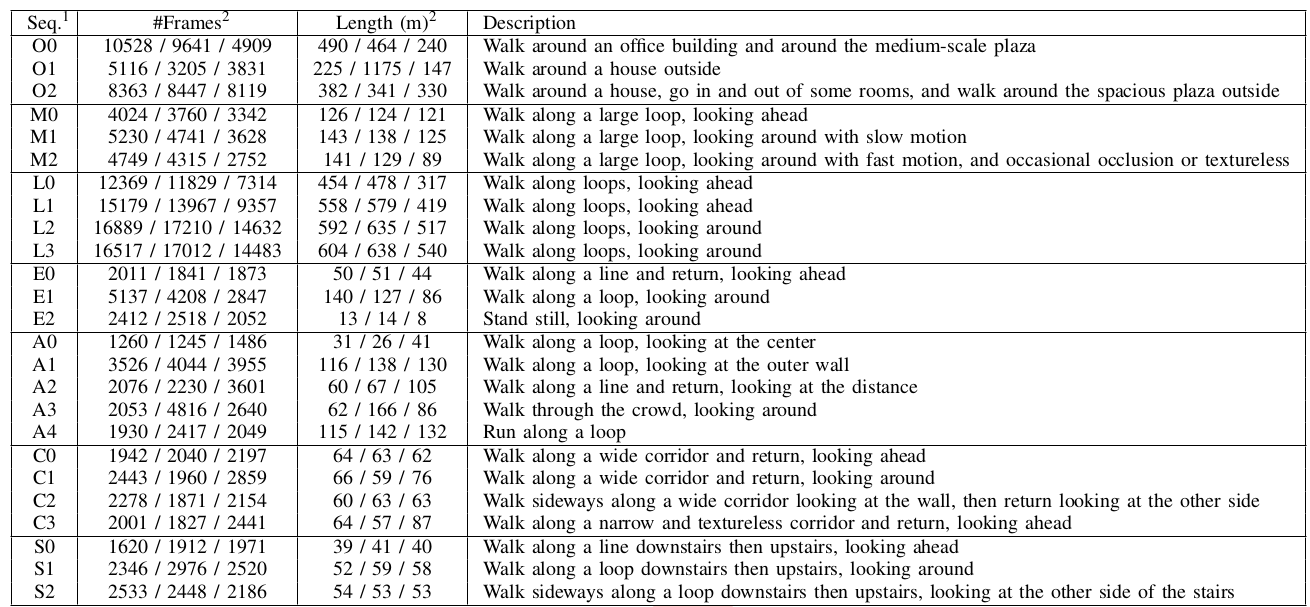 Seq.1 #Frames2 Length (m)2 Description
O0 10528 / 9641 / 4909 490 / 464 / 240 Walk around an office building and around the medium-scale plaza
O1 5116 / 3205 / 3831 225 / 1175 / 147 Walk around a house outside
O2 8363 / 8447 / 8119 382 / 341 / 330 Walk around a house, go in and out of some rooms, and walk around the spacious plaza outside
M0 4024 / 3760 / 3342 126 / 124 / 121 Walk along a large loop, looking ahead
M1 5230 / 4741 / 3628 143 / 138 / 125 Walk along a large loop, looking around with slow motion
M2 4749 / 4315 / 2752 141 / 129 / 89 Walk along a large loop, looking around with fast motion, and occasional occlusion or textureless
L0 12369 / 11829 / 7314 454 / 478 / 317 Walk along loops, looking ahead
L1 15179 / 13967 / 9357 558 / 579 / 419 Walk along loops, looking ahead
L2 16889 / 17210 / 14632 592 / 635 / 517 Walk along loops, looking around
L3 16517 / 17012 / 14483 604 / 638 / 540 Walk along loops, looking around
E0 2011 / 1841 / 1873 50 / 51 / 44 Walk along a line and return, looking ahead
E1 5137 / 4208 / 2847 140 / 127 / 86 Walk along a loop, looking around
E2 2412 / 2518 / 2052 13 / 14 / 8 Stand still, looking around
A0 1260 / 1245 / 1486 31 / 26 / 41 Walk along a loop, looking at the center
A1 3526 / 4044 / 3955 116 / 138 / 130 Walk along a loop, looking at the outer wall
A2 2076 / 2230 / 3601 60 / 67 / 105 Walk along a line and return, looking at the distance
A3 2053 / 4816 / 2640 62 / 166 / 86 Walk through the crowd, looking around
A4 1930 / 2417 / 2049 115 / 142 / 132 Run along a loop
C0 1942 / 2040 / 2197 64 / 63 / 62 Walk along a wide corridor and return, looking ahead
C1 2443 / 1960 / 2859 66 / 59 / 76 Walk along a wide corridor and return, looking around
C2 2278 / 1871 / 2154 60 / 63 / 63 Walk sideways along a wide corridor looking at the wall, then return looking at the other side
C3 2001 / 1827 / 2441 64 / 57 / 87 Walk along a narrow and textureless corridor and return, looking ahead
S0 1620 / 1912 / 1971 39 / 41 / 40 Walk along a line downstairs then upstairs, looking ahead
S1 2346 / 2976 / 2520 52 / 59 / 58 Walk along a loop downstairs then upstairs, looking around
S2 2533 / 2448 / 2186 54 / 53 / 53 Walk sideways along a loop downstairs then upstairs, looking at the other side of the stairs